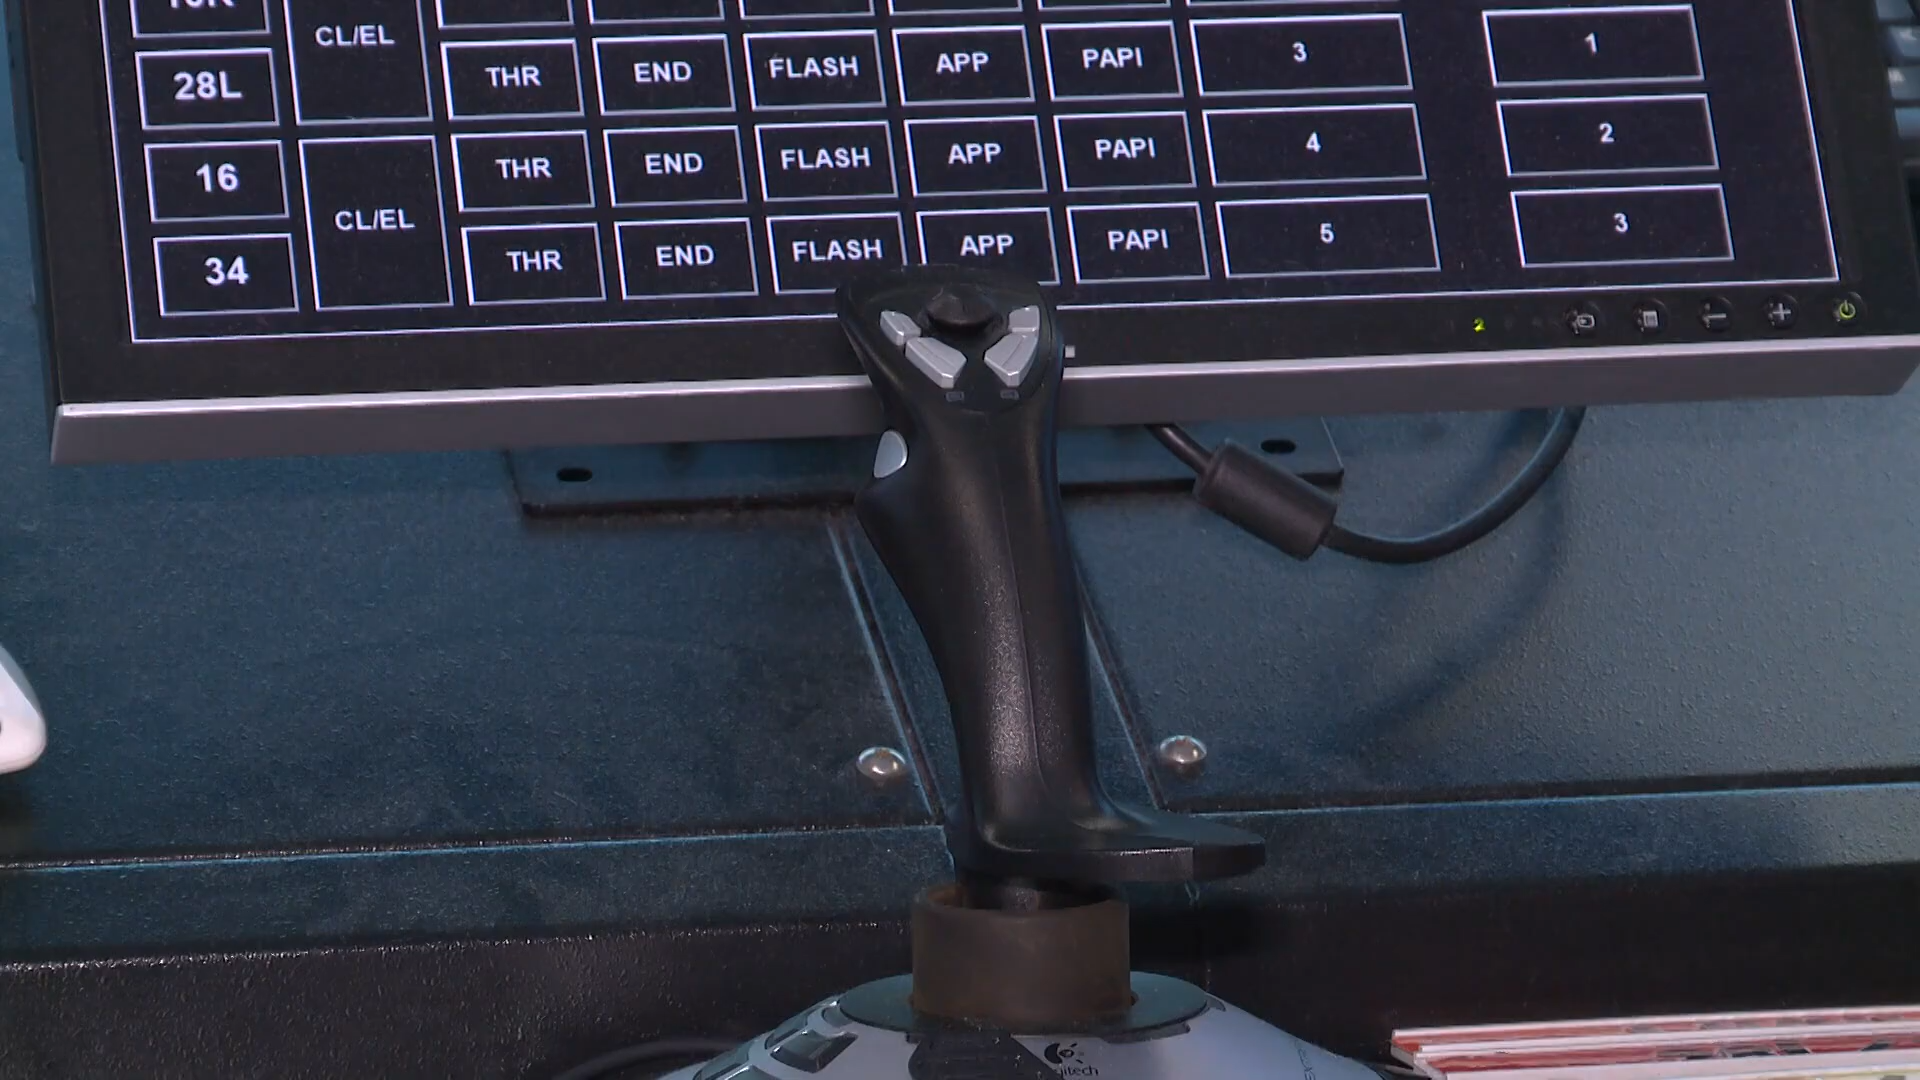 CL/EL
28L THR END FLASH APP PAPI 3 1
16 THR END FLASH APP PAPI 4 2
CL/EL
34 THR END FLASH APP PAPI 5 3
2